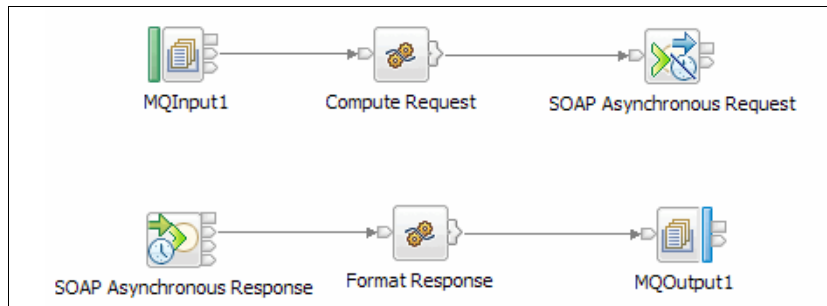 MQInput1
Compute Request
SOAP Asynchronous Request
SOAP Asynchronous Response
Format Response
MQOutput1